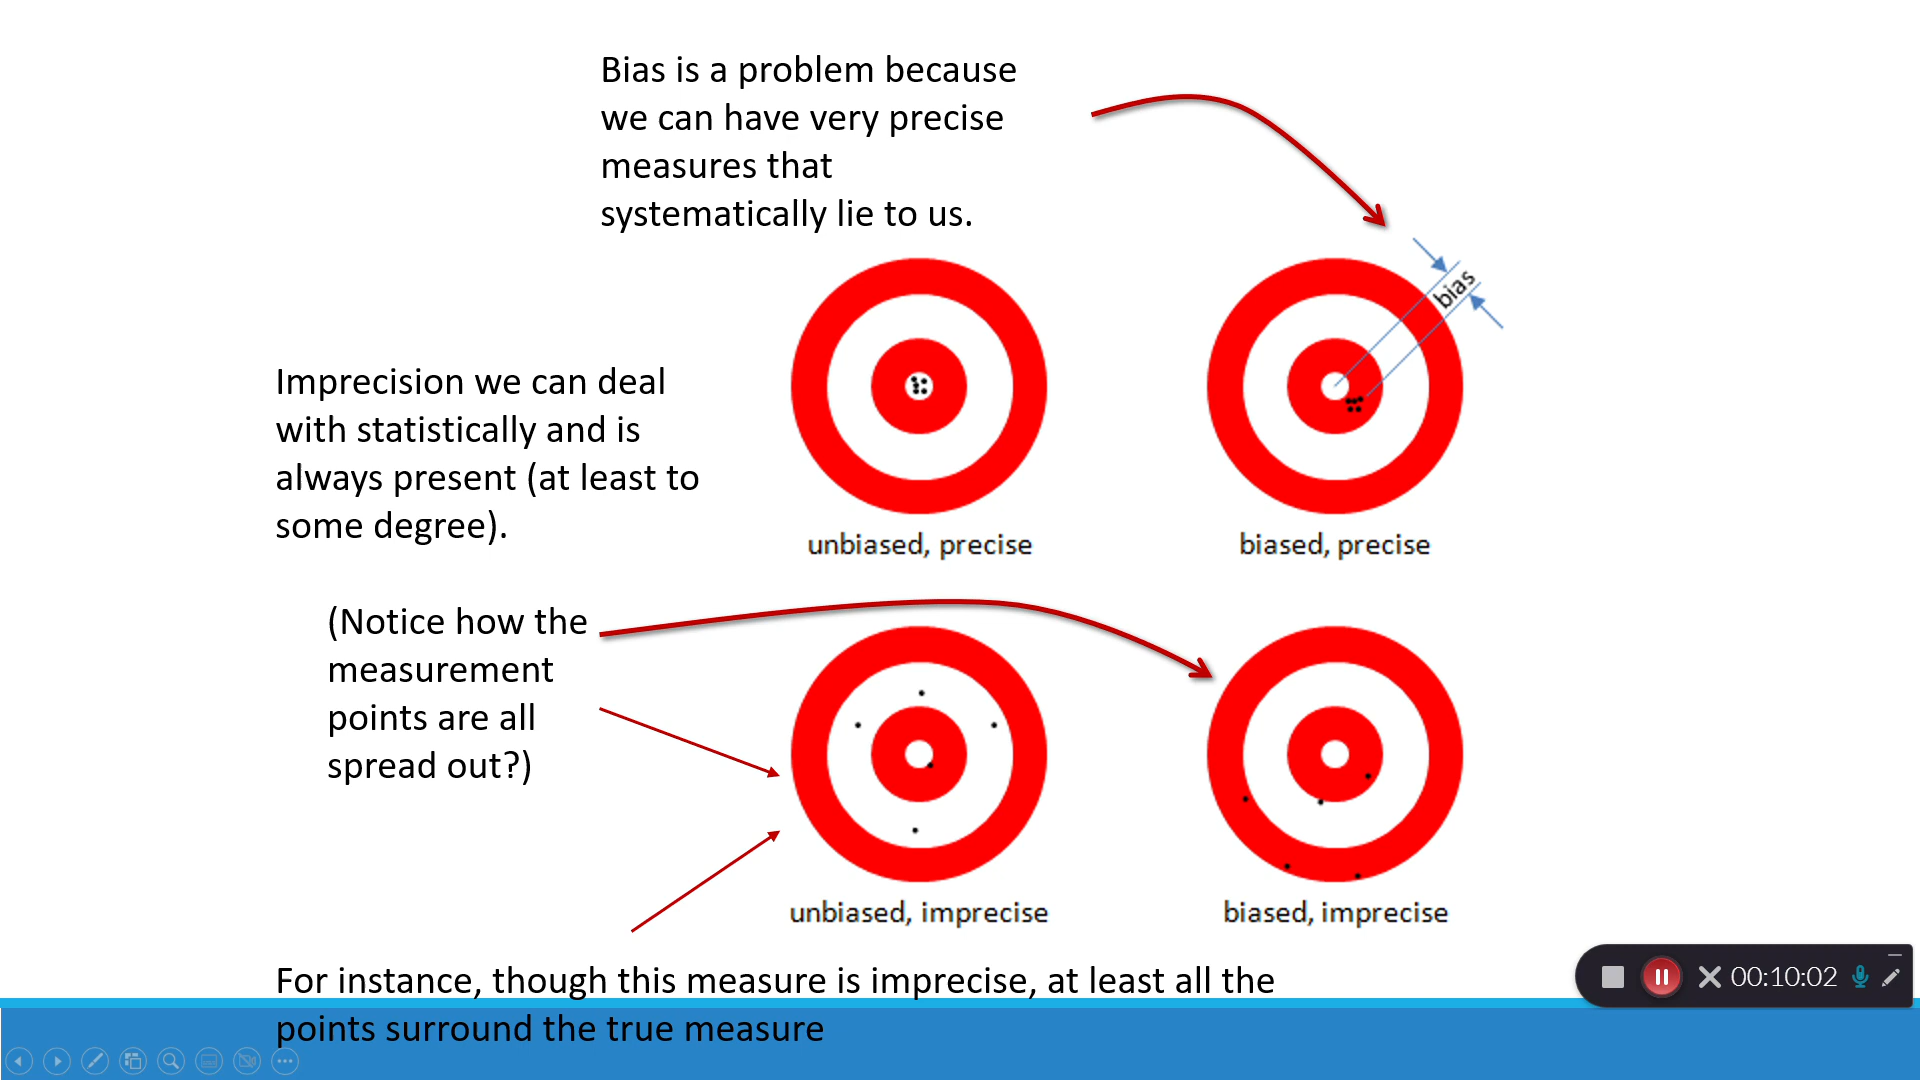 Bias is a problem because
we can have very precise
measures that
systematically lie to us.
bias
Imprecision we can deal
with statistically and is
always present (at least to
some degree).
unbiased, precise
biased, precise
(Notice how the
measurement
points are all
spread out?)
unbiased, imprecise
biased, imprecise
For instance, though this measure is imprecise, at least all the
points surround the true measure
00:10:02